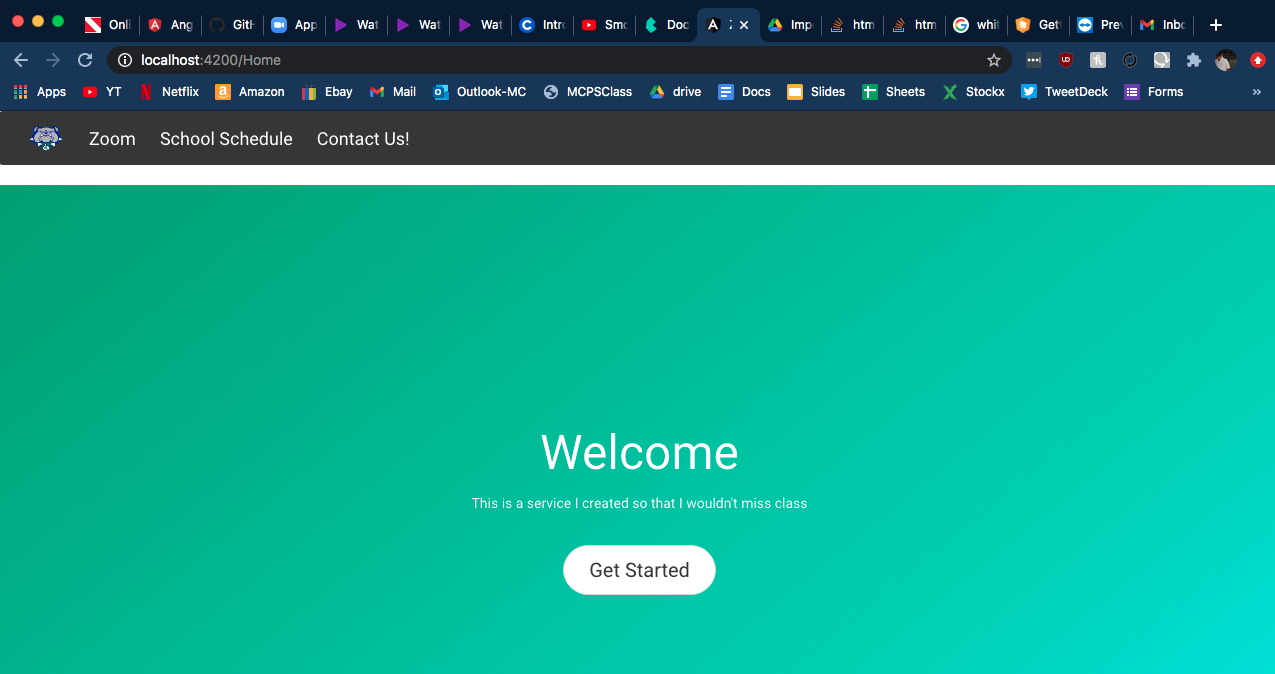 Onli Ang GitH App Wat Wat Wat Intro Smo Doc Imp htm htm whit Get Prev Inbo
localhost:4200/Home
Apps YT Netflix Amazon Ebay Mail Outlook-MC MCPSClass drive Docs Slides Sheets Stockx TweetDeck Forms »
Zoom School Schedule Contact Us!
Welcome
This is a service I created so that I wouldn't miss class
Get Started